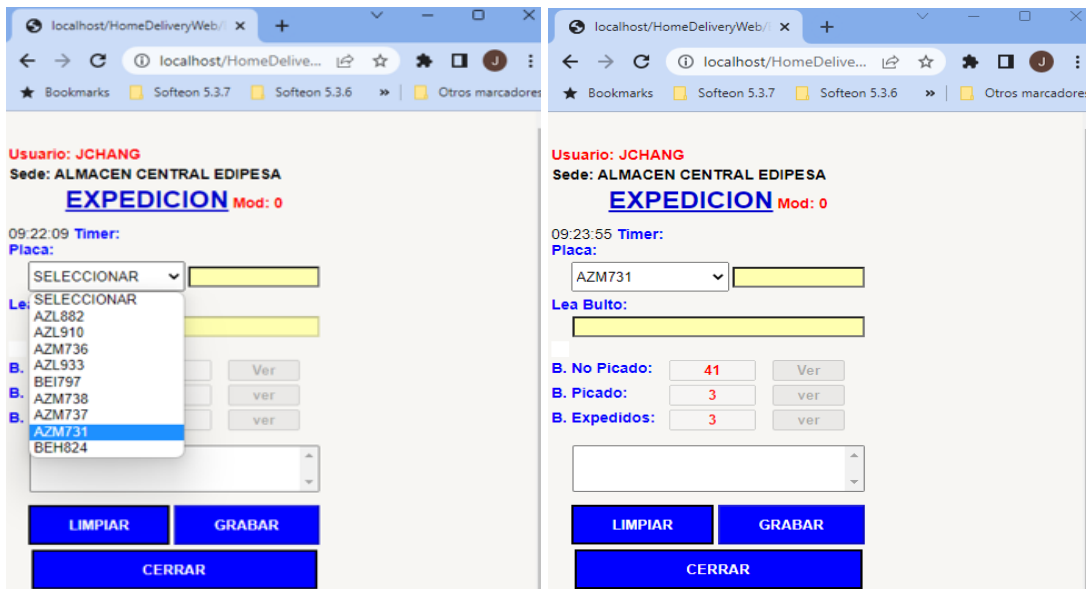 localhost/HomeDeliveryWeb/
localhost/HomeDelive...
Bookmarks Softeon 5.3.7 Softeon 5.3.6 » Otros marcadores
Usuario: JCHANG
Sede: ALMACEN CENTRAL EDIPESA
EXPEDICION Mod: 0
09:22:09 Timer:
Placa:
SELECCIONAR
SELECCIONAR
AZL882
AZL910
AZM736
AZL933
BEI797
AZM738
AZM737
AZM731
BEH824
B. Ver
B. ver
B. ver
LIMPIAR GRABAR
CERRAR
localhost/HomeDeliveryWeb/
localhost/HomeDelive... J
Bookmarks Softeon 5.3.7 Softeon 5.3.6 » Otros marcadores
Usuario: JCHANG
Sede: ALMACEN CENTRAL EDIPESA
EXPEDICION Mod: 0
09:23:55 Timer:
Placa:
AZM731
Lea Bulto:
B. No Picado: 41 Ver
B. Picado: 3 ver
B. Expedidos: 3 ver
LIMPIAR GRABAR
CERRAR